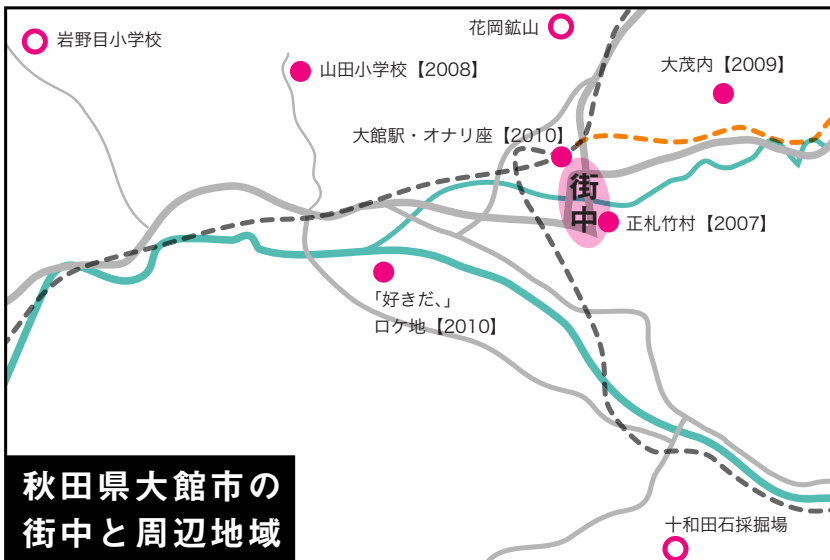 花岡鉱山
岩野目小学校
山田小学校【2008】
大茂内【2009】
大館駅・オナリ座【2010】
街中
正札竹村【2007】
「好きだ、」
ロケ地【2010】
秋田県大館市の
街中と周辺地域
十和田石採掘場